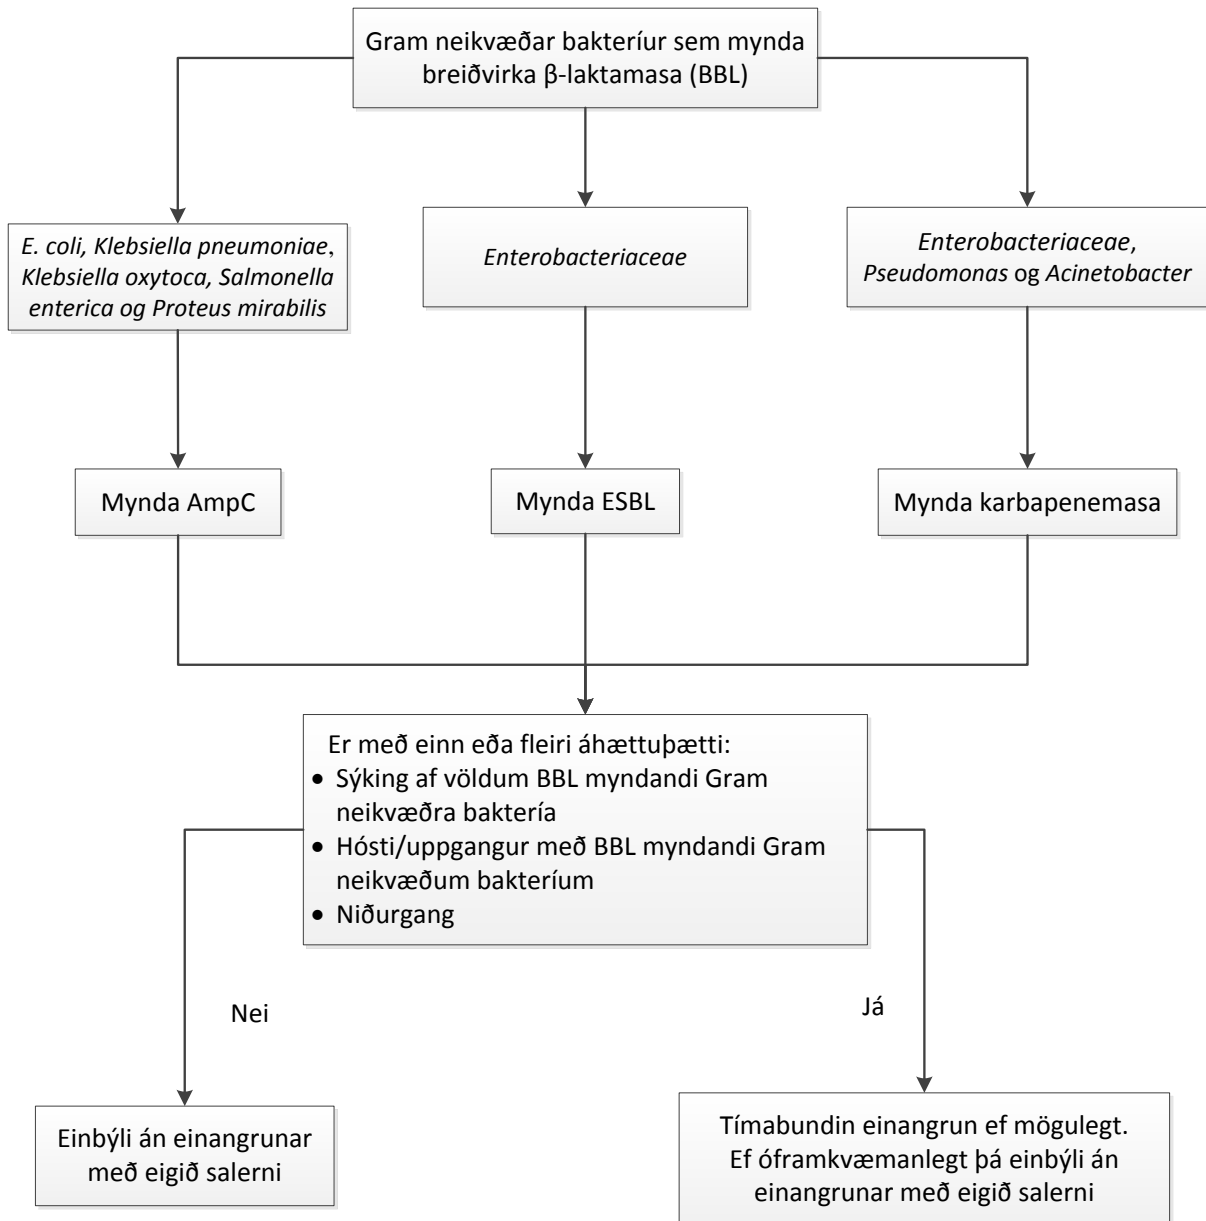 Gram neikvæðar bakteríur sem mynda
breiðvirka β-laktamasa (BBL)
E. coli, Klebsiella pneumoniae,
Klebsiella oxytoca, Salmonella
enterica og Proteus mirabilis
Enterobacteriaceae
Enterobacteriaceae,
Pseudomonas og Acinetobacter
Mynda AmpC
Mynda ESBL
Mynda karbapenemasa
Er með einn eða fleiri áhættuþætti:
• Sýking af völdum BBL myndandi Gram
neikvæðra baktería
• Hósti/uppgangur með BBL myndandi Gram
neikvæðum bakteríum
• Niðurgang
Nei
Já
Einbýli án einangrunar
með eigið salerni
Tímabundin einangrun ef mögulegt.
Ef óframkvæmanlegt þá einbýli án
einangrunar með eigið salerni